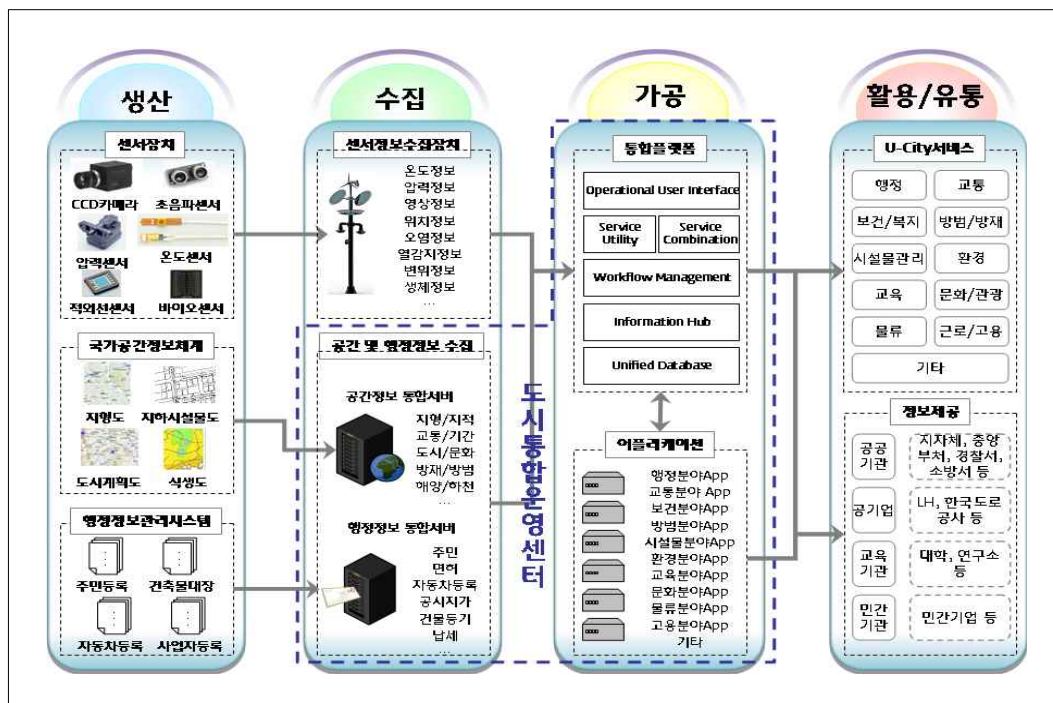 생산
센서장치
CCD카메라 초음파센서
압력센서 온도센서
적외선센서 바이오센서
국가공간정보체계
지형도 지하시설물도
도시계획도 식생도
행정정보관리시스템
주민등록 건축물대장
자동차등록 사업자등록
수집
센서정보수집장치
온도정보
압력정보
영상정보
위치정보
오염정보
열감지정보
변위정보
생체정보
...
공간 및 행정정보 수집
공간정보 통합서버
지형/지적
교통/기간
도시/문화
방재/방범
해양/하천
...
행정정보 통합서버
주민
면허
자동차등록
공시지가
건물등기
납세
...
도시통합운영센터
가공
통합플랫폼
Operational User Interface
Service Utility
Service Combination
Workflow Management
Information Hub
Unified Database
어플리케이션
행정분야App
교통분야 App
보건분야App
방범분야App
시설물분야App
환경분야App
교육분야App
문화분야App
물류분야App
고용분야App
기타
활용/유통
U-City서비스
행정 교통
보건/복지 방범/방재
시설물관리 환경
교육 문화/관광
물류 근로/고용
기타
정보제공
공공
기관
지자체, 중앙
부처, 경찰서,
소방서 등
공기업
LH, 한국도로
공사 등
교육
기관
대학, 연구소
등
민간
기관
민간기업 등